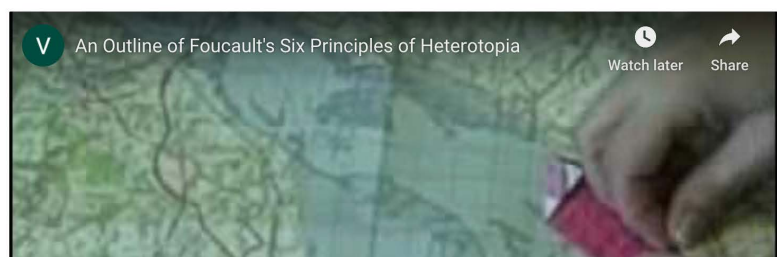 V
An Outline of Foucault's Six Principles of Heterotopia
Watch later
Share